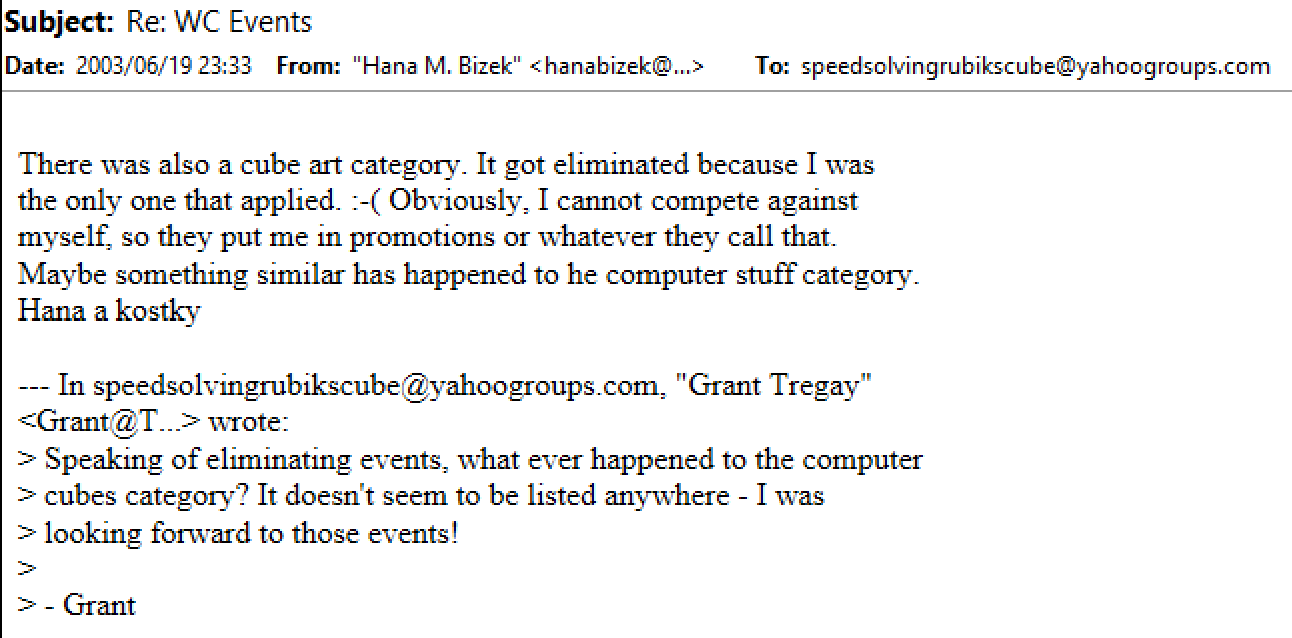 Subject: Re: WC Events
Date: 2003/06/19 23:33 From: "Hana M. Bizek" <hanabizek@...> To: speedsolvingrubikscube@yahoogroups.com
There was also a cube art category. It got eliminated because I was
the only one that applied. :-( Obviously, I cannot compete against
myself, so they put me in promotions or whatever they call that.
Maybe something similar has happened to he computer stuff category.
Hana a kostky
--- In speedsolvingrubikscube@yahoogroups.com, "Grant Tregay"
<Grant@T...> wrote:
> Speaking of eliminating events, what ever happened to the computer
> cubes category? It doesn't seem to be listed anywhere - I was
> looking forward to those events!
>
> - Grant